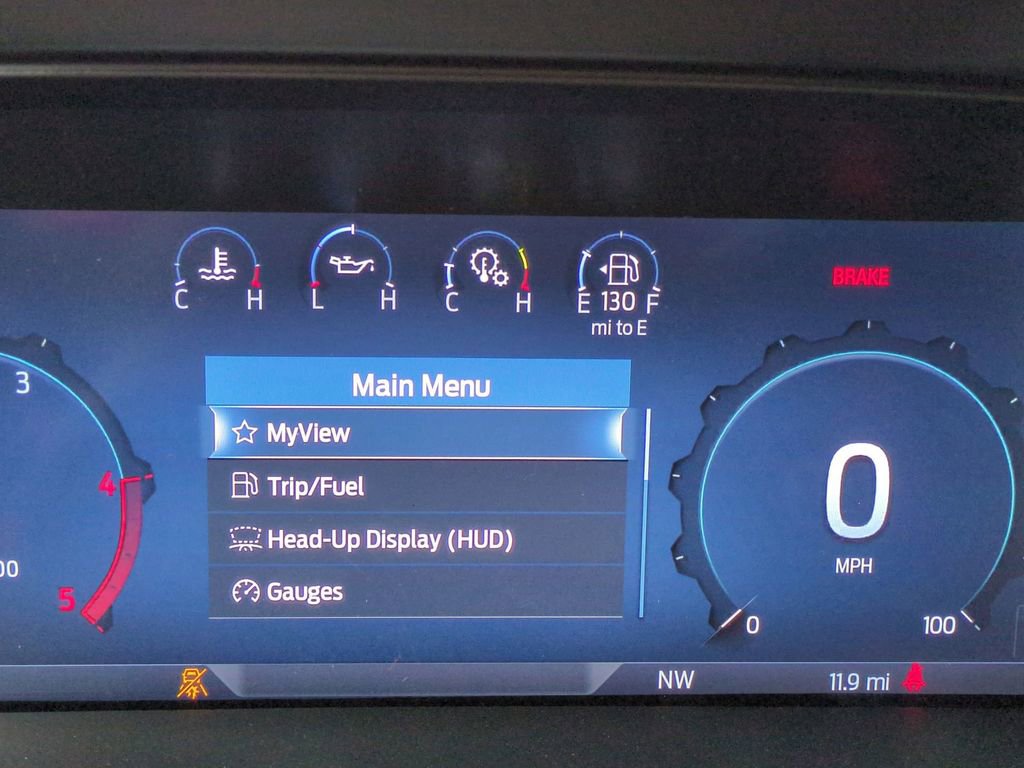 C H
L H
C H
E 130 F
mi to E
BRAKE
Main Menu
MyView
Trip/Fuel
Head-Up Display (HUD)
Gauges
3
4
5
00
0
MPH
0 100
NW
11.9 mi